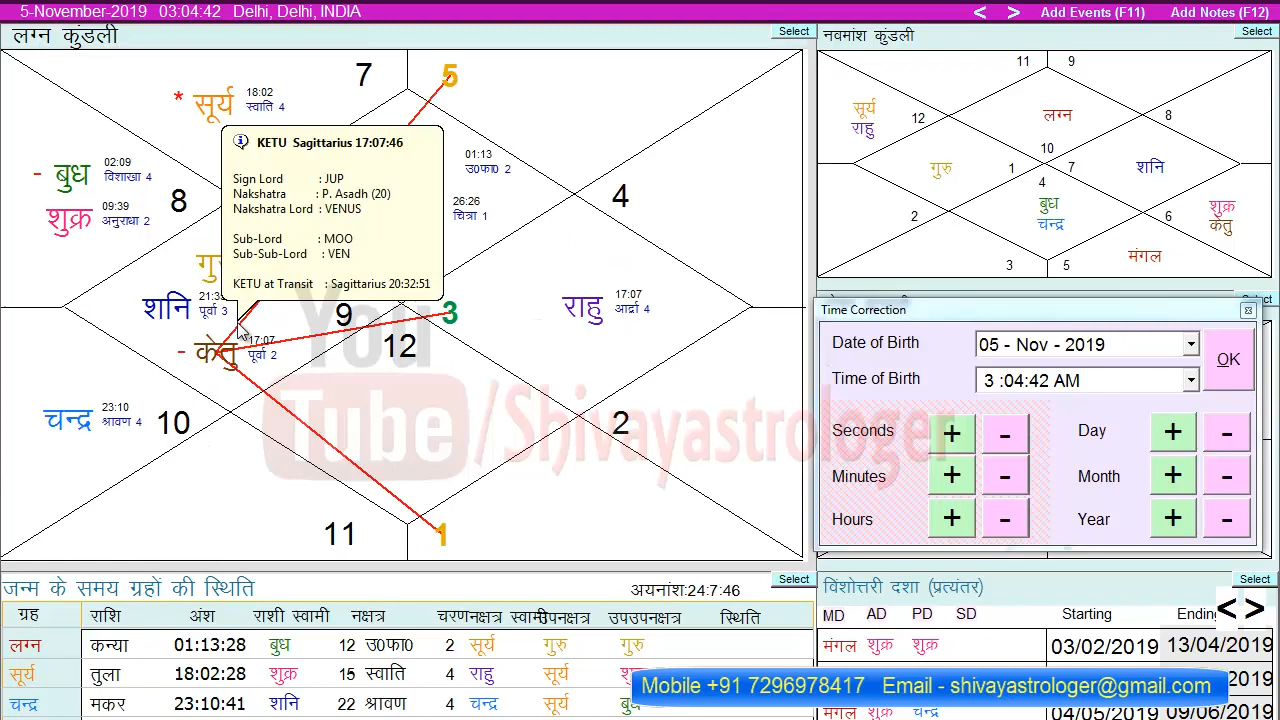 5-November-2019 03:04:42 Delhi, Delhi, INDIA
< > Add Events (F11) Add Notes (F12)
लग्न कुंडली
Select
7
5
* सूर्य 18:02
स्वाति 4
- बुध 02:09
विशाखा 4
शुक्र 09:39
अनुराधा 2
8
01:13
उ0फा0 2
26:26
चित्रा 1
4
KETU Sagittarius 17:07:46
Sign Lord : JUP
Nakshatra : P. Asadh (20)
Nakshatra Lord : VENUS
Sub-Lord : MOO
Sub-Sub-Lord : VEN
KETU at Transit : Sagittarius 20:32:51
शनि
पूर्वा 3
9
3
राहु 17:07
आर्द्रा 4
- केतु 17:07
पूर्वा 2
12
चन्द्र 23:10
श्रावण 4
10
2
11
1
You
Tube/Shivayastrologer
नवमांश कुंडली
Select
11
9
सूर्य
राहु
12
लग्न
8
गुरु
1
10
7
4
शनि
बुध
चन्द्र
2
6
शुक्र
केतु
3
5
मंगल
Time Correction
Date of Birth 05 - Nov - 2019
OK
Time of Birth 3 :04:42 AM
Seconds + - Day + -
Minutes + - Month + -
Hours + - Year + -
जन्म के समय ग्रहों की स्थिति
अयनांश:24:7:46
Select
ग्रह राशि अंश राशी स्वामी नक्षत्र चरण नक्षत्र स्वामी उपनक्षत्र उपउपनक्षत्र स्थिति
लग्न कन्या 01:13:28 बुध 12 उ0फा0 2 सूर्य गुरु गुरु
सूर्य तुला 18:02:28 शुक्र 15 स्वाति 4 राहु सूर्य
चन्द्र मकर 23:10:41 शनि 22 श्रावण 4 चन्द्र सूर्य
विंशोत्तरी दशा (प्रत्यंतर)
Select
MD AD PD SD Starting Ending
< >
मंगल शुक्र शुक्र 03/02/2019 13/04/2019
Mobile +91 7296978417 Email - shivayastrologer@gmail.com
मंगल शुक्र चन्द्र 04/05/2019 09/06/2019